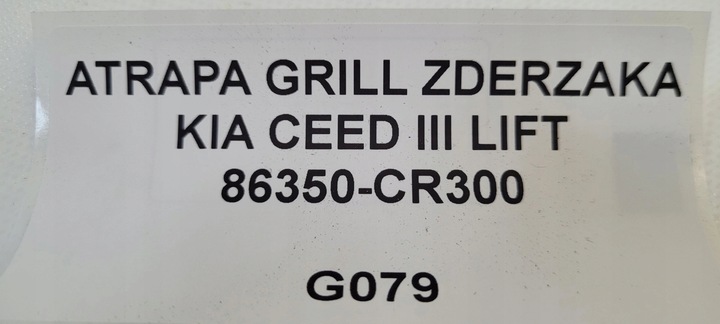 ATRAPA GRILL ZDERZAKA
KIA CEED III LIFT
86350-CR300
G079